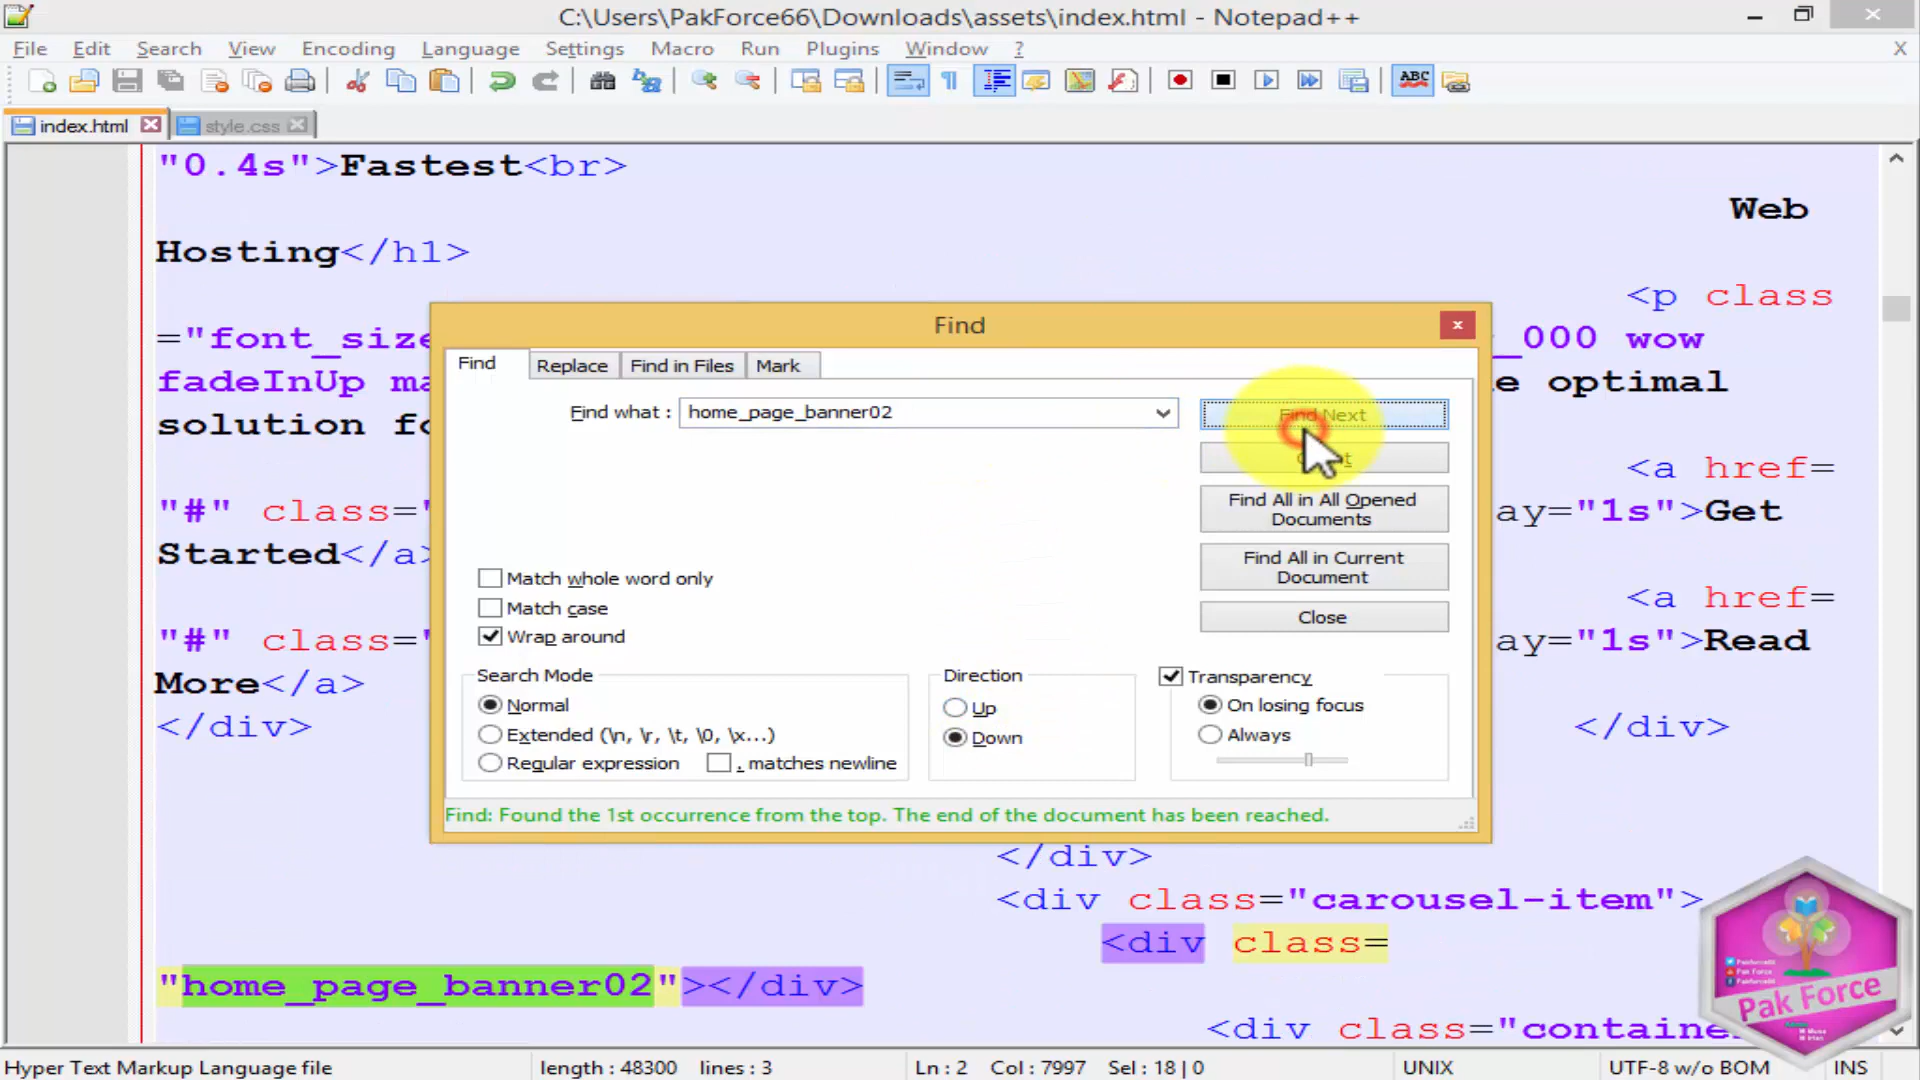 C:\Users\PakForce66\Downloads\assets\index.html - Notepad++
File Edit Search View Encoding Language Settings Macro Run Plugins Window ? X
ABC
index.html style.css
"0.4s">Fastest<br>
Web
Hosting</h1>
<p class
="font_size _000 wow
fadeInUp ma e optimal
solution fo
<a href=
"#" class=" ay="1s">Get
Started</a>
<a href=
"#" class=" ay="1s">Read
More</a>
</div> </div>
</div>
<div class="carousel-item">
<div class=
"home_page_banner02"></div>
<div class="container
Find
Find Replace Find in Files Mark
Find what : home_page_banner02
Find Next
Find All in All Opened
Documents
Find All in Current
Document
Close
Match whole word only
Match case
Wrap around
Search Mode
Normal
Extended (\n, \r, \t, \0, \x...)
Regular expression . matches newline
Direction
Up
Down
Transparency
On losing focus
Always
Find: Found the 1st occurrence from the top. The end of the document has been reached.
Pak Force
Hyper Text Markup Language file length : 48300 lines : 3 Ln : 2 Col : 7997 Sel : 18 | 0 UNIX UTF-8 w/o BOM INS